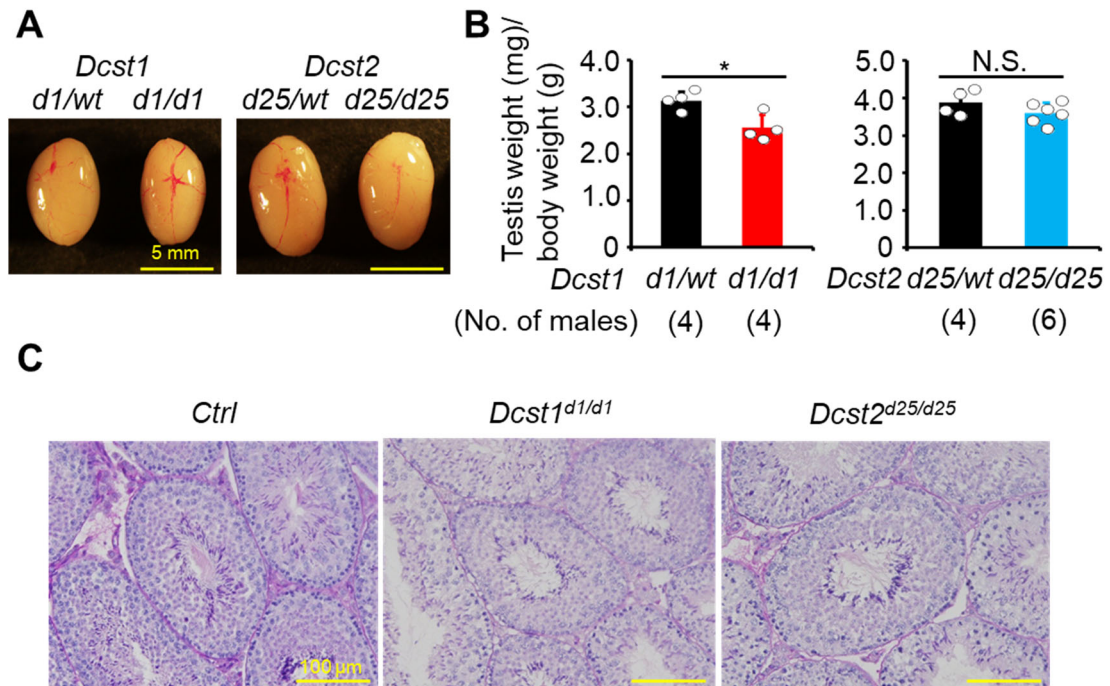 A
Dcst1 Dcst2
d1/wt d1/d1 d25/wt d25/d25
5 mm
B
Testis weight (mg)/
body weight (g)
4.0
3.0
2.0
1.0
0
*
Dcst1 d1/wt d1/d1
(No. of males) (4) (4)
5.0
4.0
3.0
2.0
1.0
0
N.S.
Dcst2 d25/wt d25/d25
(4) (6)
C
Ctrl Dcst1d1/d1 Dcst2d25/d25
100 μm